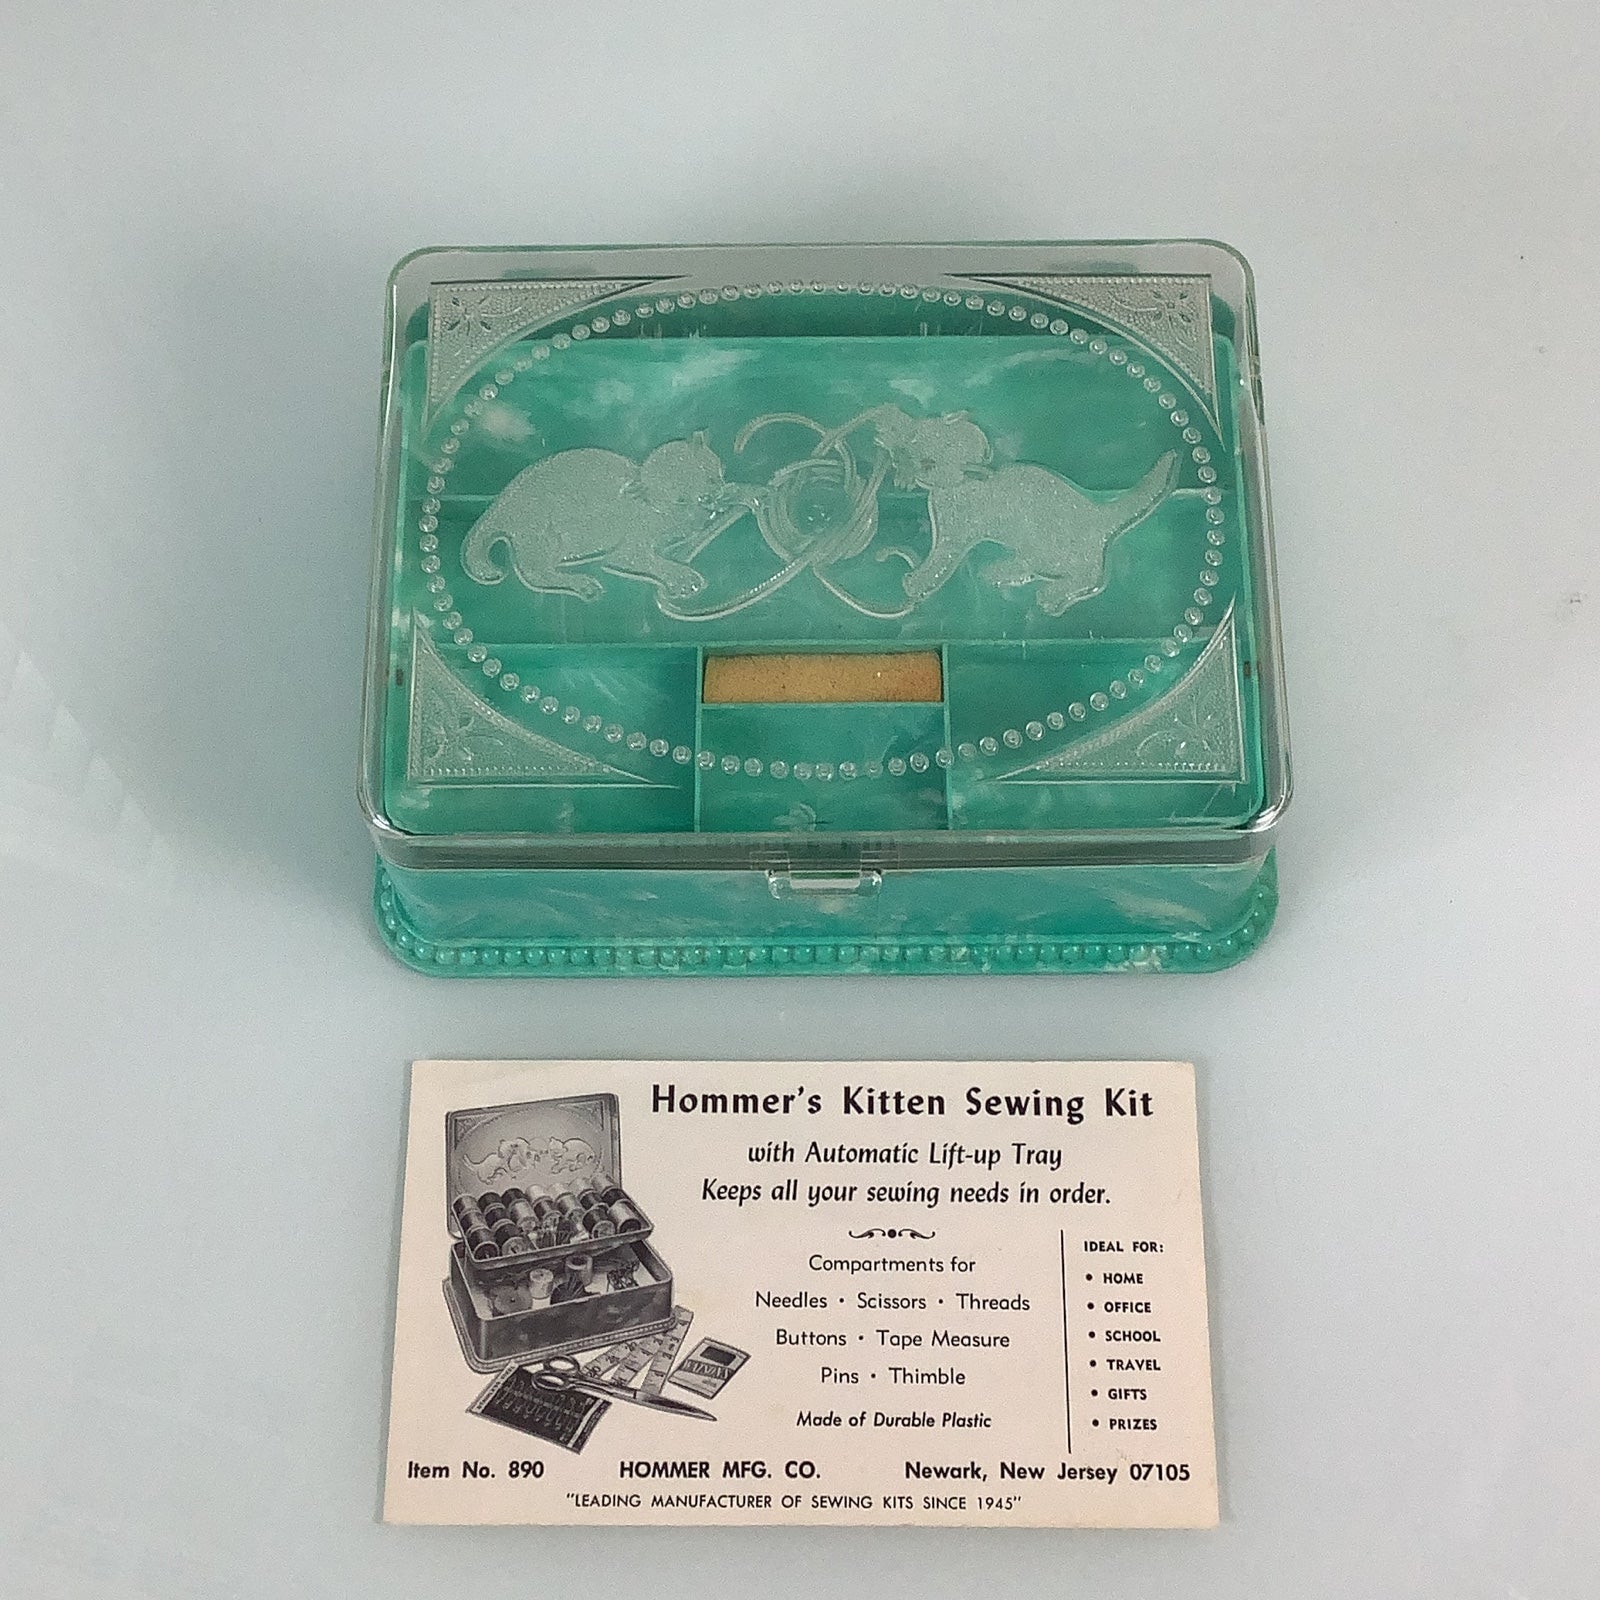 Hommer's Kitten Sewing Kit
with Automatic Lift-up Tray
Keeps all your sewing needs in order.
Compartments for
Needles • Scissors • Threads
Buttons • Tape Measure
Pins • Thimble
Made of Durable Plastic
IDEAL FOR:
• HOME
• OFFICE
• SCHOOL
• TRAVEL
• GIFTS
• PRIZES
Item No. 890 HOMMER MFG. CO. Newark, New Jersey 07105
"LEADING MANUFACTURER OF SEWING KITS SINCE 1945"